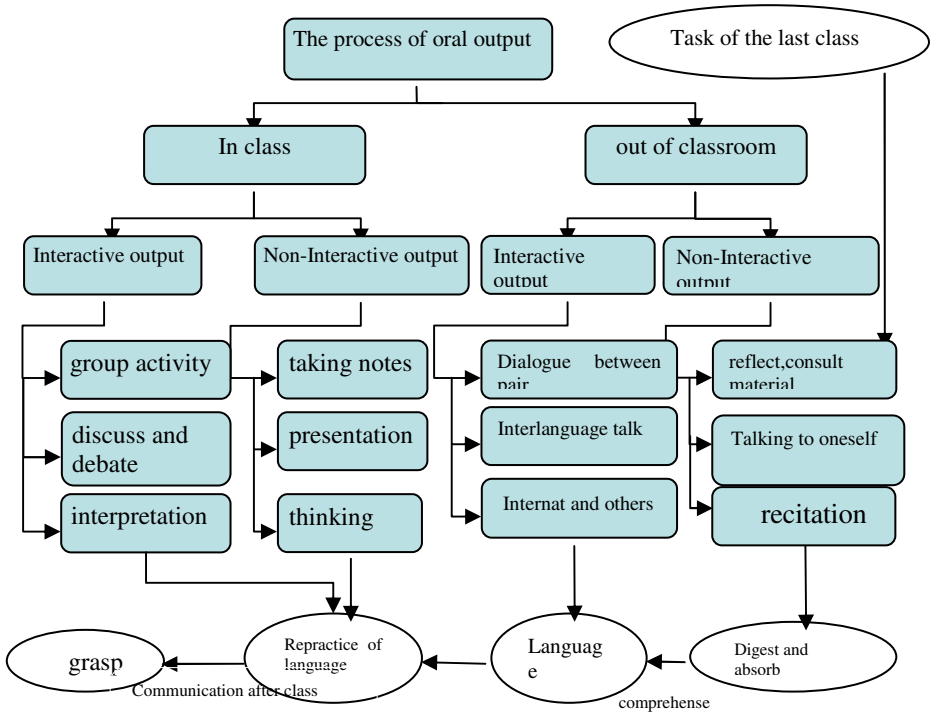 The process of oral output
Task of the last class
In class
out of classroom
Interactive output
Non-Interactive output
Interactive
output
Non-Interactive
output
group activity
taking notes
Dialogue between
pair
reflect,consult
material
discuss and
debate
presentation
Interlanguage talk
Talking to oneself
interpretation
thinking
Internat and others
recitation
grasp
Repractice of
language
Languag
e
Digest and
absorb
Communication after class
comprehense